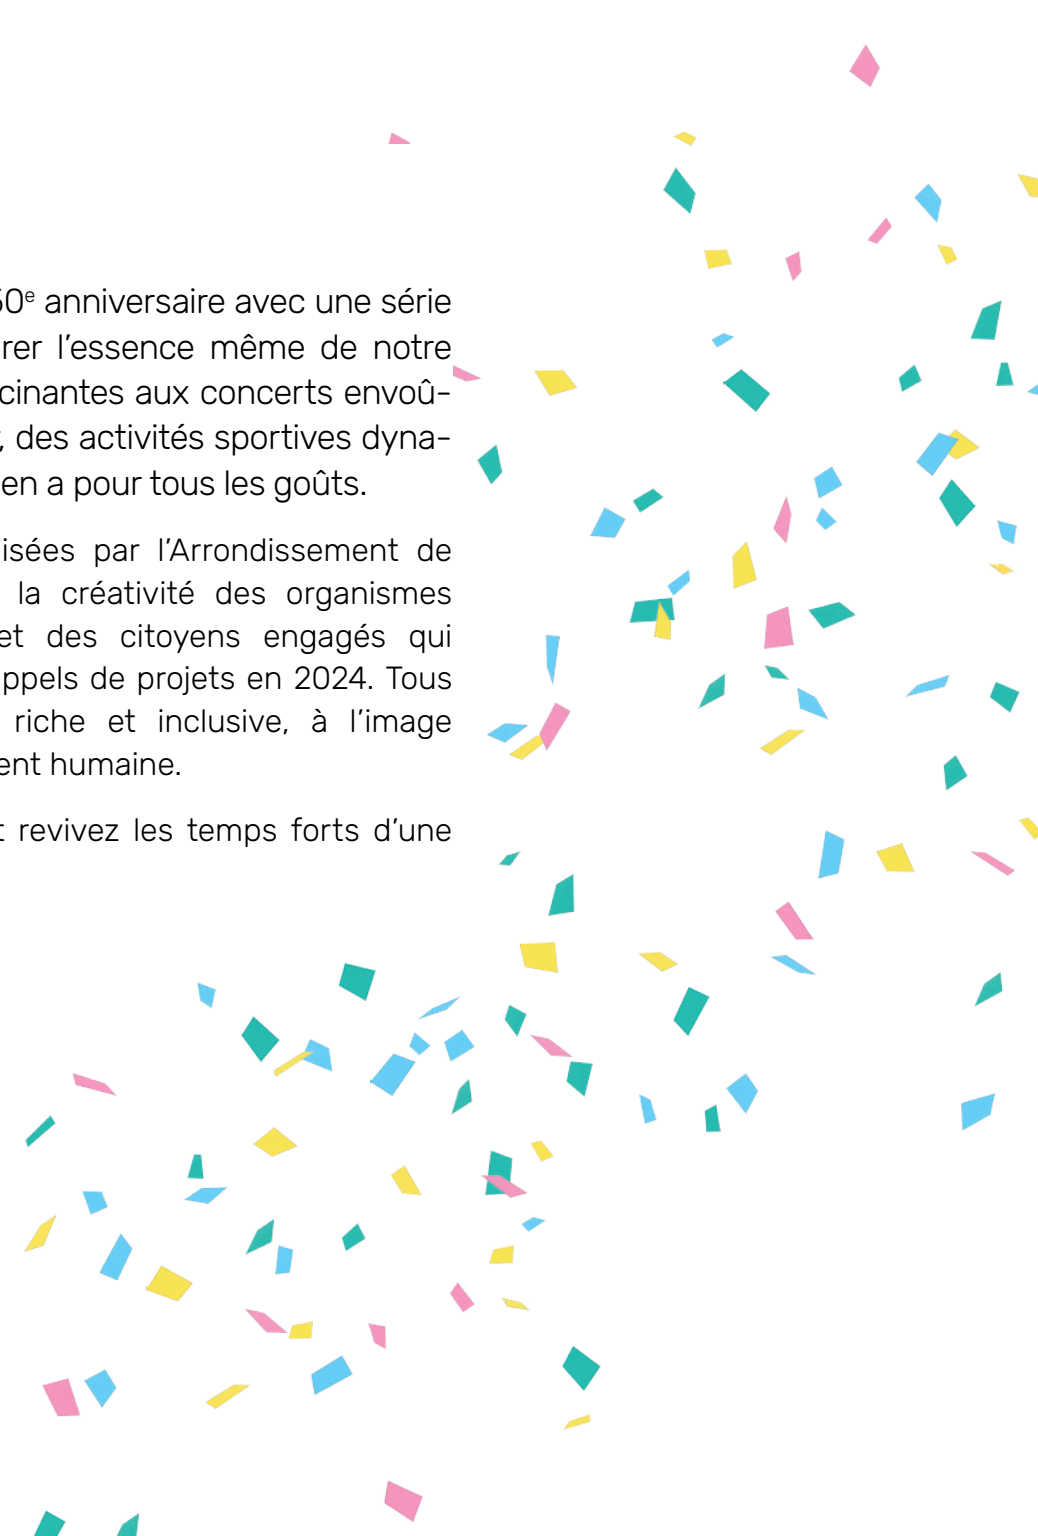 50e anniversaire avec une série
rer l’essence même de notre
cinantes aux concerts envoû-
, des activités sportives dyna-
en a pour tous les goûts.
isées par l’Arrondissement de
la créativité des organismes
et des citoyens engagés qui
ppels de projets en 2024. Tous
riche et inclusive, à l’image
ent humaine.
t revivez les temps forts d’une